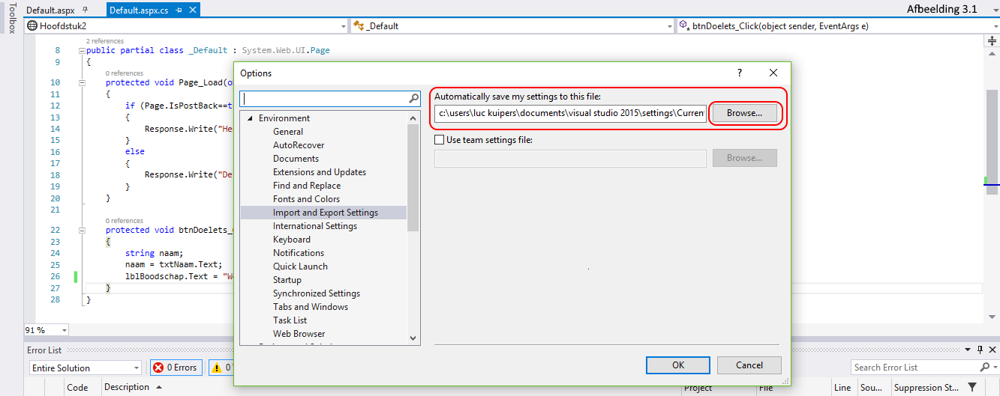 Toolbox
Default.aspx Default.aspx.cs Afbeelding 3.1
Hoofdstuk2 _Default btnDoelets_Click(object sender, EventArgs e)
2 references
8 public partial class _Default : System.Web.UI.Page
9 {
0 references
10 protected void Page_Load(
11 {
12 if (Page.IsPostBack==
13 {
14 Response.Write("He
15 }
16 else
17 {
18 Response.Write("De
19 }
20 }
21
0 references
22 protected void btnDoelets_
23 {
24 string naam;
25 naam = txtNaam.Text;
26 lblBoodschap.Text = "W
27 }
28 }
91 %
Options ?
Environment
General
AutoRecover
Documents
Extensions and Updates
Find and Replace
Fonts and Colors
Import and Export Settings
International Settings
Keyboard
Notifications
Quick Launch
Startup
Synchronized Settings
Tabs and Windows
Task List
Web Browser
Automatically save my settings to this file:
c:\users\luc kuipers\documents\visual studio 2015\settings\Current Browse...
Use team settings file:
Browse...
OK Cancel
Error List
Entire Solution 0 Errors 0 Search Error List
Code Description Project File Line Sou... Suppression St...